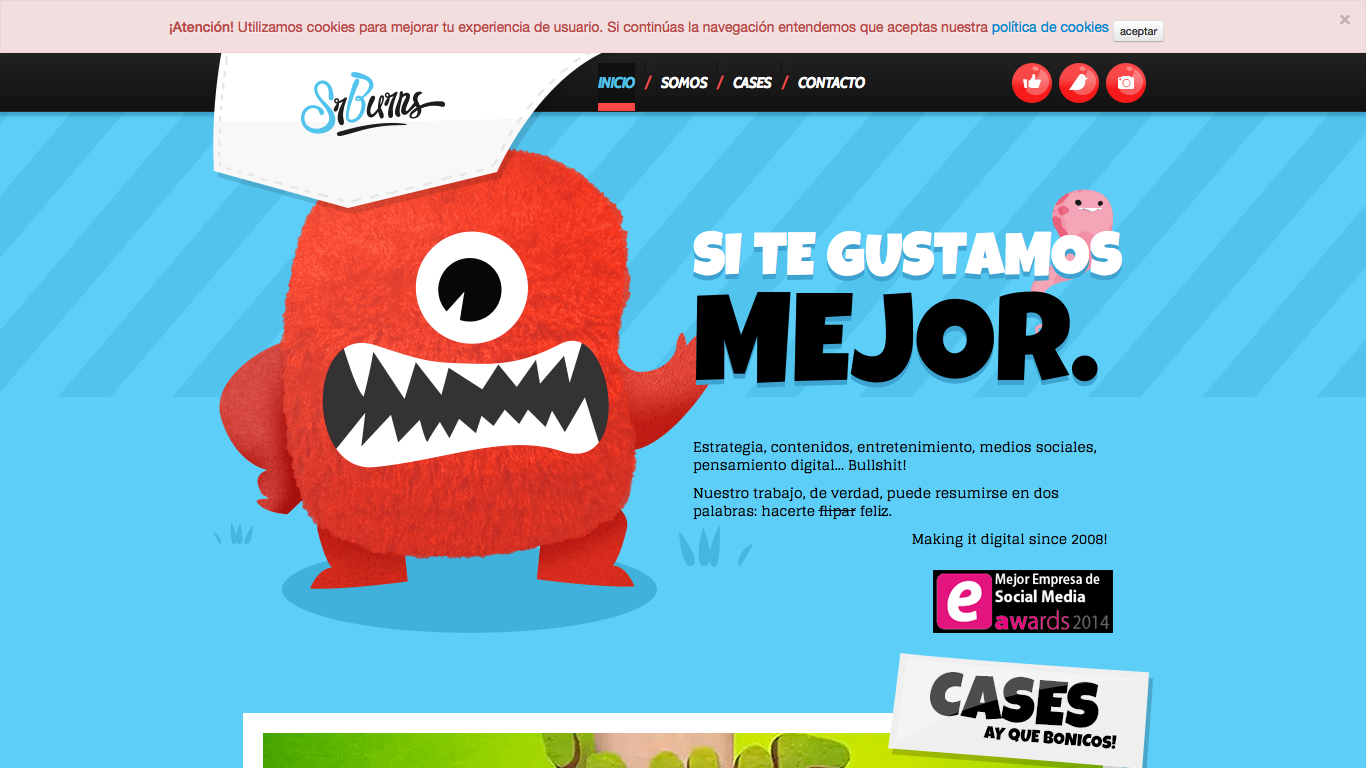 ¡Atención! Utilizamos cookies para mejorar tu experiencia de usuario. Si continúas la navegación entendemos que aceptas nuestra política de cookies aceptar ×
SrBurns
INICIO / SOMOS / CASES / CONTACTO
SI TE GUSTAMOS
MEJOR.
Estrategia, contenidos, entretenimiento, medios sociales,
pensamiento digital... Bullshit!
Nuestro trabajo, de verdad, puede resumirse en dos
palabras: hacerte flipar feliz.
Making it digital since 2008!
e
Mejor Empresa de
Social Media
awards 2014
CASES
AY QUE BONICOS!